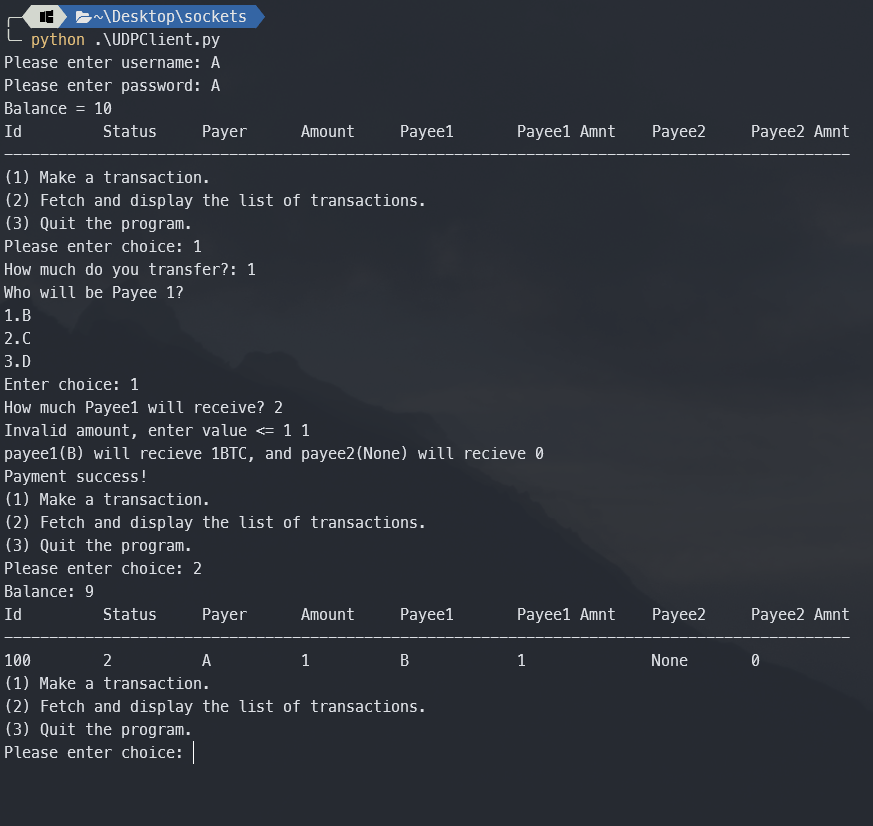 ~\Desktop\sockets
python .\UDPClient.py
Please enter username: A
Please enter password: A
Balance = 10
Id Status Payer Amount Payee1 Payee1 Amnt Payee2 Payee2 Amnt
(1) Make a transaction.
(2) Fetch and display the list of transactions.
(3) Quit the program.
Please enter choice: 1
How much do you transfer?: 1
Who will be Payee 1?
1.B
2.C
3.D
Enter choice: 1
How much Payee1 will receive? 2
Invalid amount, enter value <= 1 1
payee1(B) will recieve 1BTC, and payee2(None) will recieve 0
Payment success!
(1) Make a transaction.
(2) Fetch and display the list of transactions.
(3) Quit the program.
Please enter choice: 2
Balance: 9
Id Status Payer Amount Payee1 Payee1 Amnt Payee2 Payee2 Amnt
100 2 A 1 B 1 None 0
(1) Make a transaction.
(2) Fetch and display the list of transactions.
(3) Quit the program.
Please enter choice: